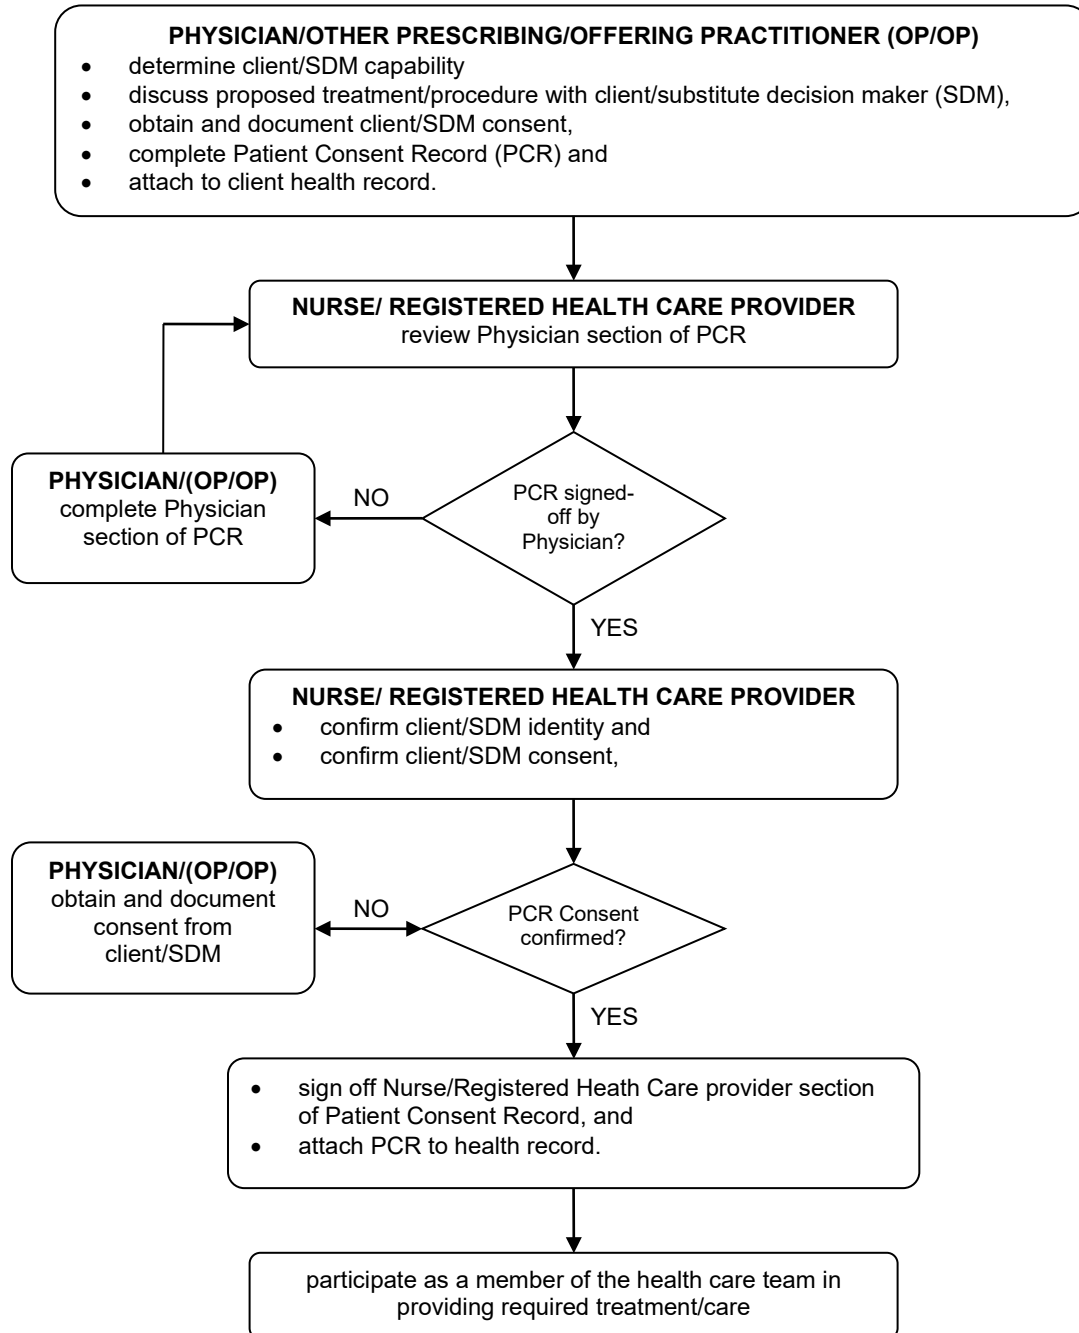 PHYSICIAN/OTHER PRESCRIBING/OFFERING PRACTITIONER (OP/OP)
• determine client/SDM capability
• discuss proposed treatment/procedure with client/substitute decision maker (SDM),
• obtain and document client/SDM consent,
• complete Patient Consent Record (PCR) and
• attach to client health record.
NURSE/ REGISTERED HEALTH CARE PROVIDER
review Physician section of PCR
PHYSICIAN/(OP/OP)
complete Physician
section of PCR
NO
PCR signed-
off by
Physician?
YES
NURSE/ REGISTERED HEALTH CARE PROVIDER
• confirm client/SDM identity and
• confirm client/SDM consent,
PHYSICIAN/(OP/OP)
obtain and document
consent from
client/SDM
NO
PCR Consent
confirmed?
YES
• sign off Nurse/Registered Heath Care provider section
of Patient Consent Record, and
• attach PCR to health record.
participate as a member of the health care team in
providing required treatment/care